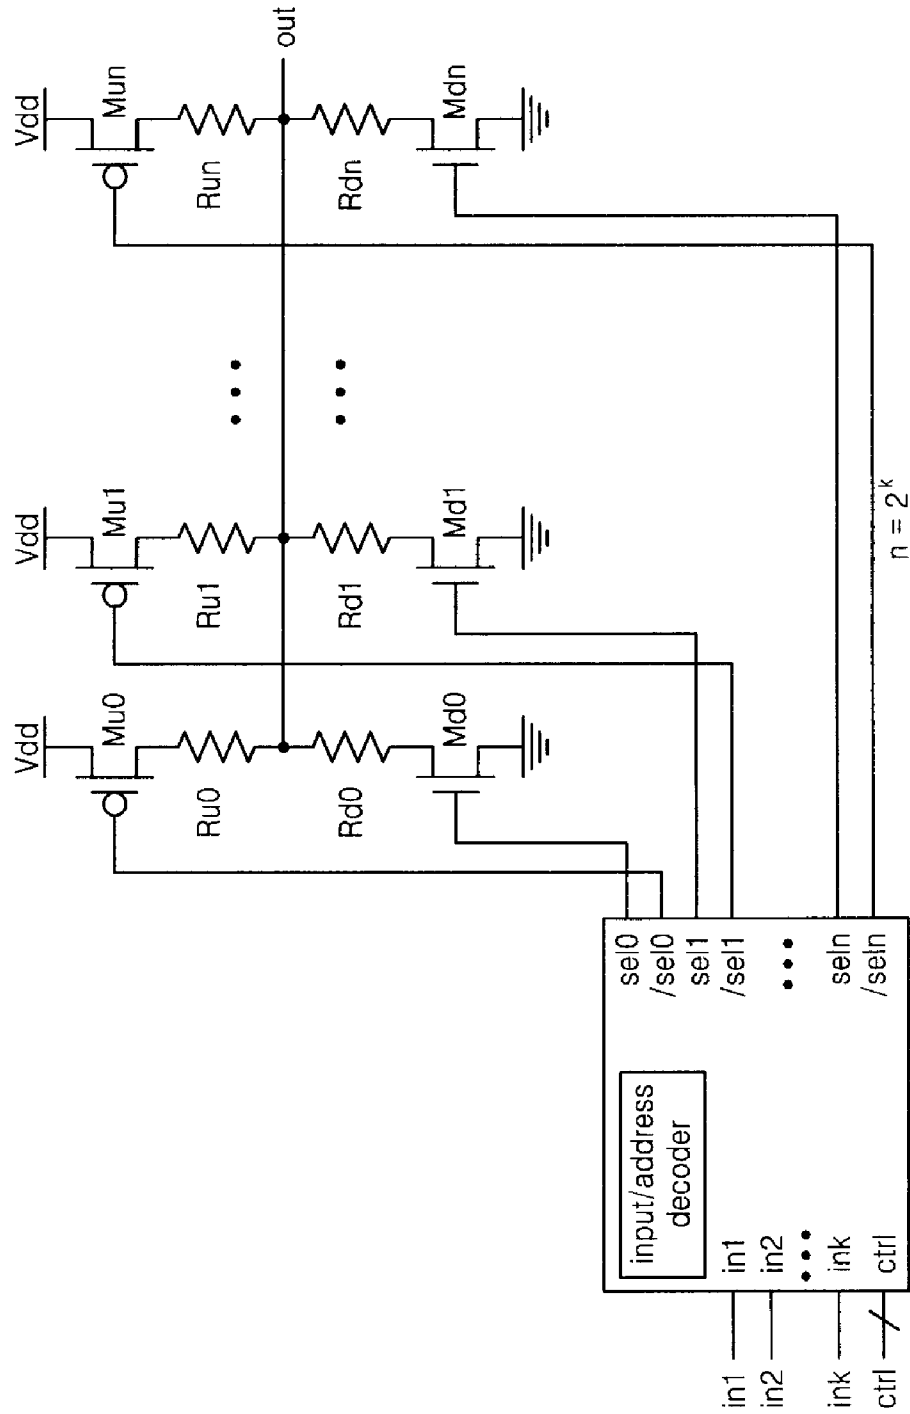 Vdd
Vdd
Vdd
Mu0
Mu1
Mun
Ru0
Ru1
Run
out
Rd0
Rd1
Rdn
Md0
Md1
Mdn
input/address
decoder
sel0
/sel0
sel1
/sel1
seln
/seln
in1
in2
ink
ctrl
in1
in2
ink
ctrl
n = 2^k